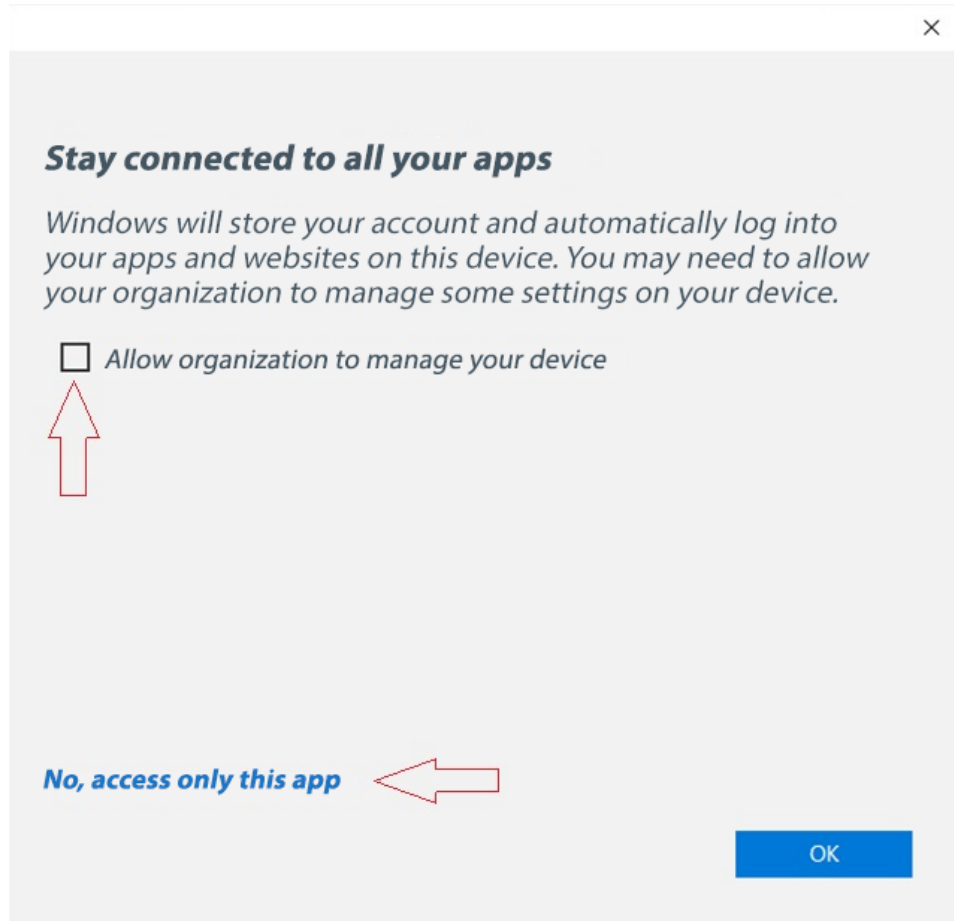 Stay connected to all your apps
Windows will store your account and automatically log into
your apps and websites on this device. You may need to allow
your organization to manage some settings on your device.
Allow organization to manage your device
No, access only this app
OK